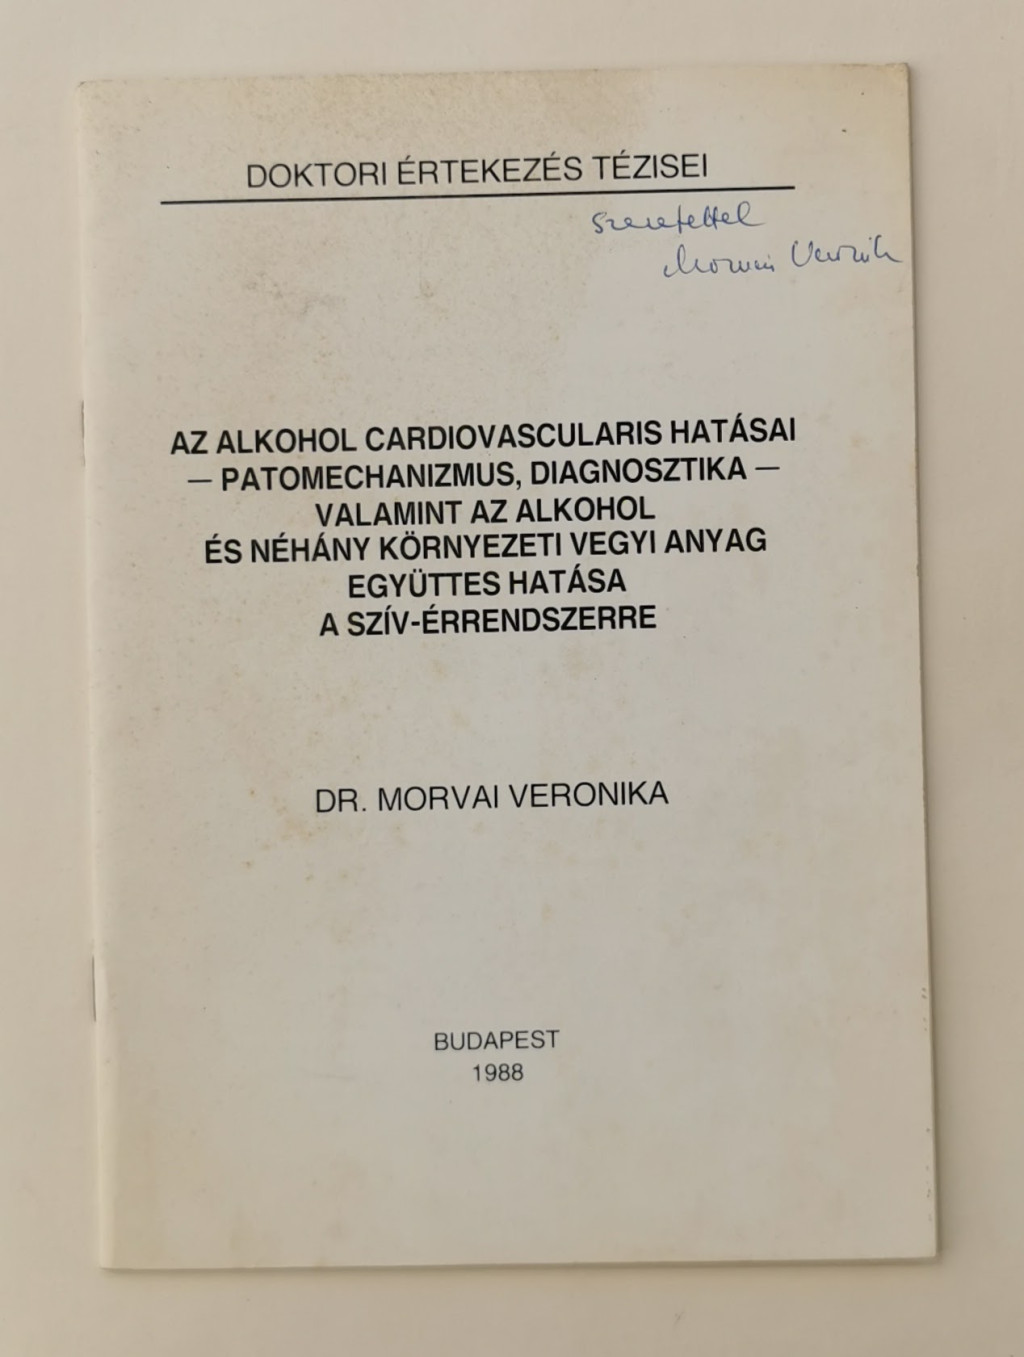 DOKTORI ÉRTEKEZÉS TÉZISEI
Szeretettel
Morvai Veronika
AZ ALKOHOL CARDIOVASCULARIS HATÁSAI
— PATOMECHANIZMUS, DIAGNOSZTIKA —
VALAMINT AZ ALKOHOL
ÉS NÉHÁNY KÖRNYEZETI VEGYI ANYAG
EGYÜTTES HATÁSA
A SZÍV-ÉRRENDSZERRE
DR. MORVAI VERONIKA
BUDAPEST
1988